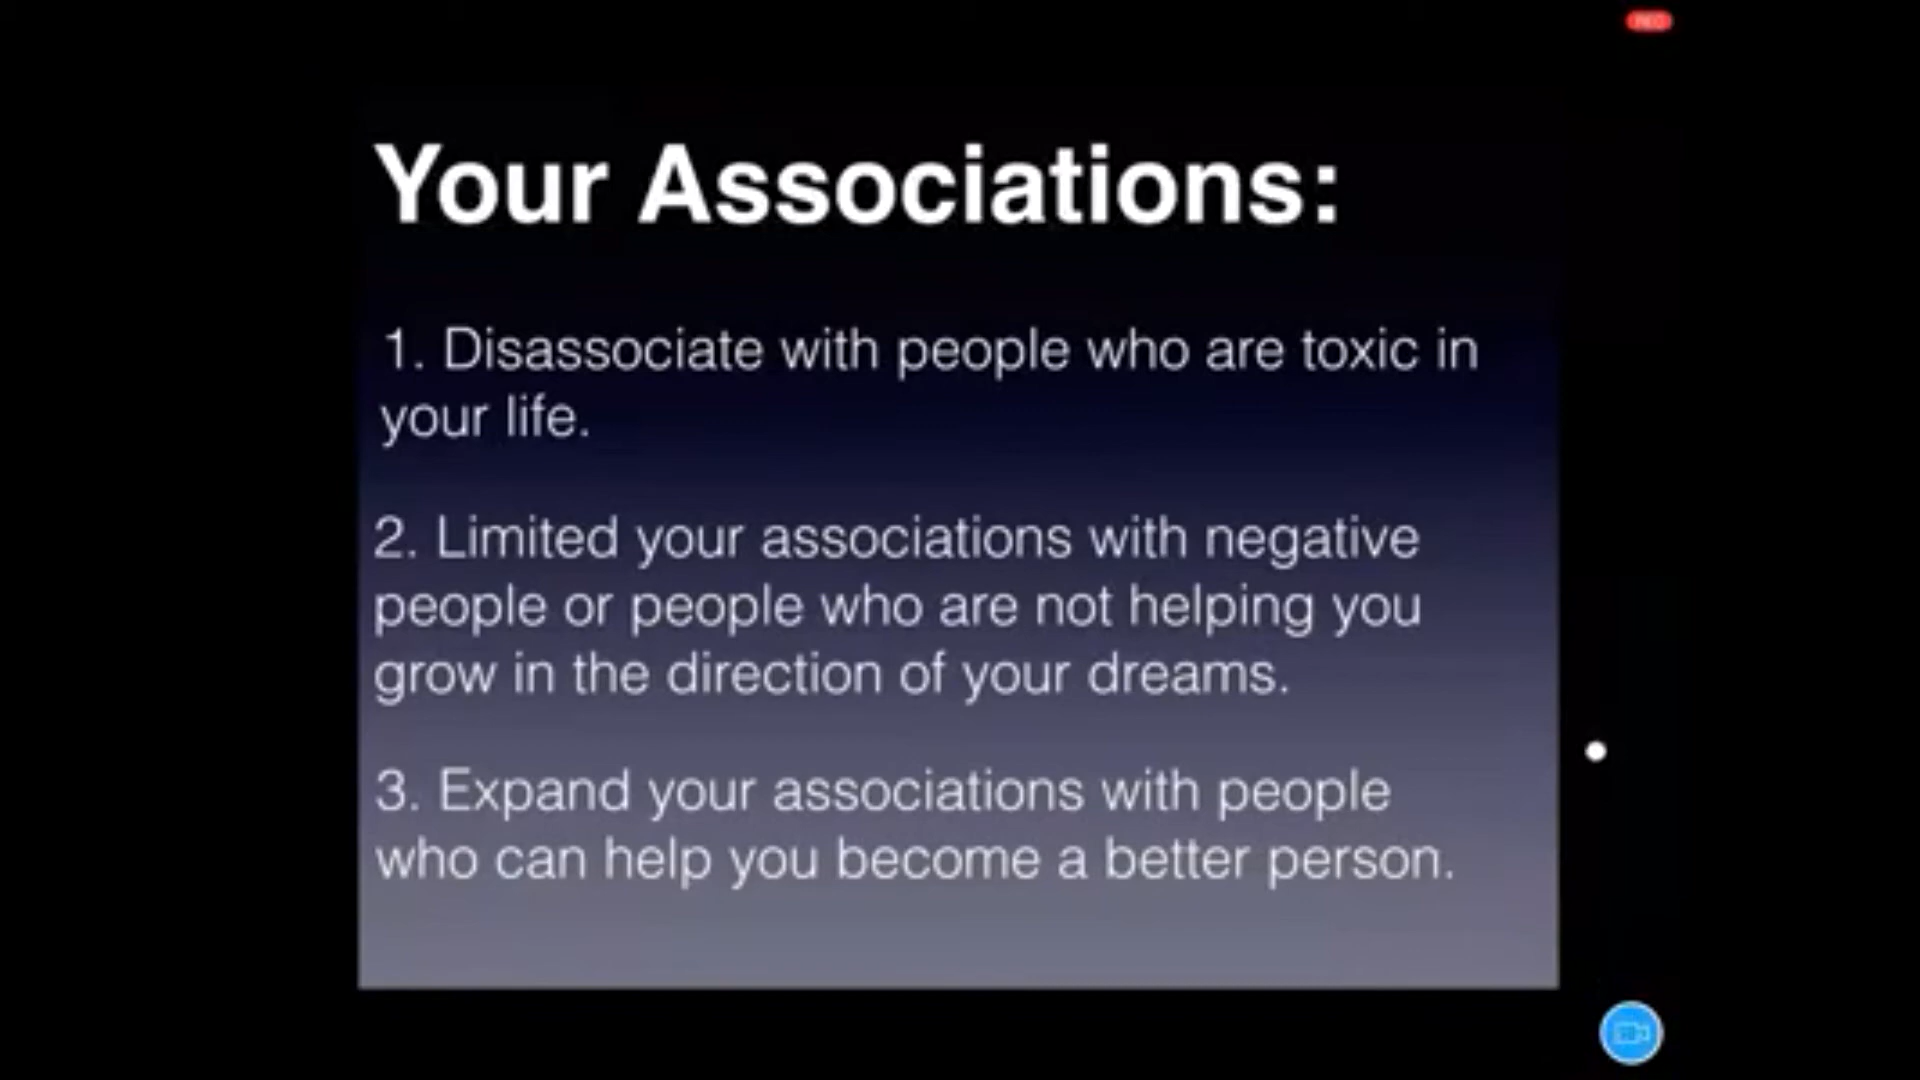 REC
Your Associations:
1. Disassociate with people who are toxic in
your life.
2. Limited your associations with negative
people or people who are not helping you
grow in the direction of your dreams.
3. Expand your associations with people
who can help you become a better person.